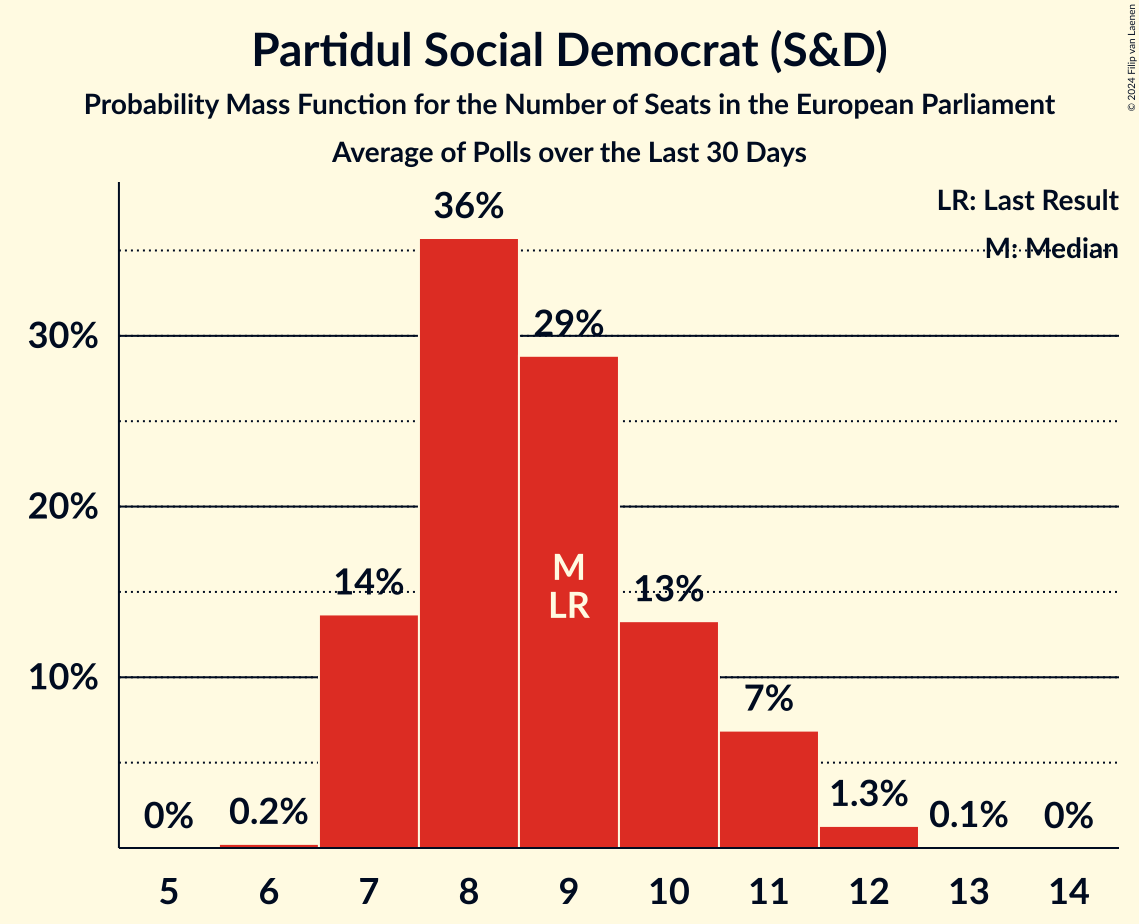 Partidul Social Democrat (S&D)
Probability Mass Function for the Number of Seats in the European Parliament
Average of Polls over the Last 30 Days
© 2024 Filip van Laenen
LR: Last Result
M: Median
36%
29%
14%
13%
7%
0%
0.2%
1.3%
0.1%
0%
M
LR
30%
20%
10%
5 6 7 8 9 10 11 12 13 14